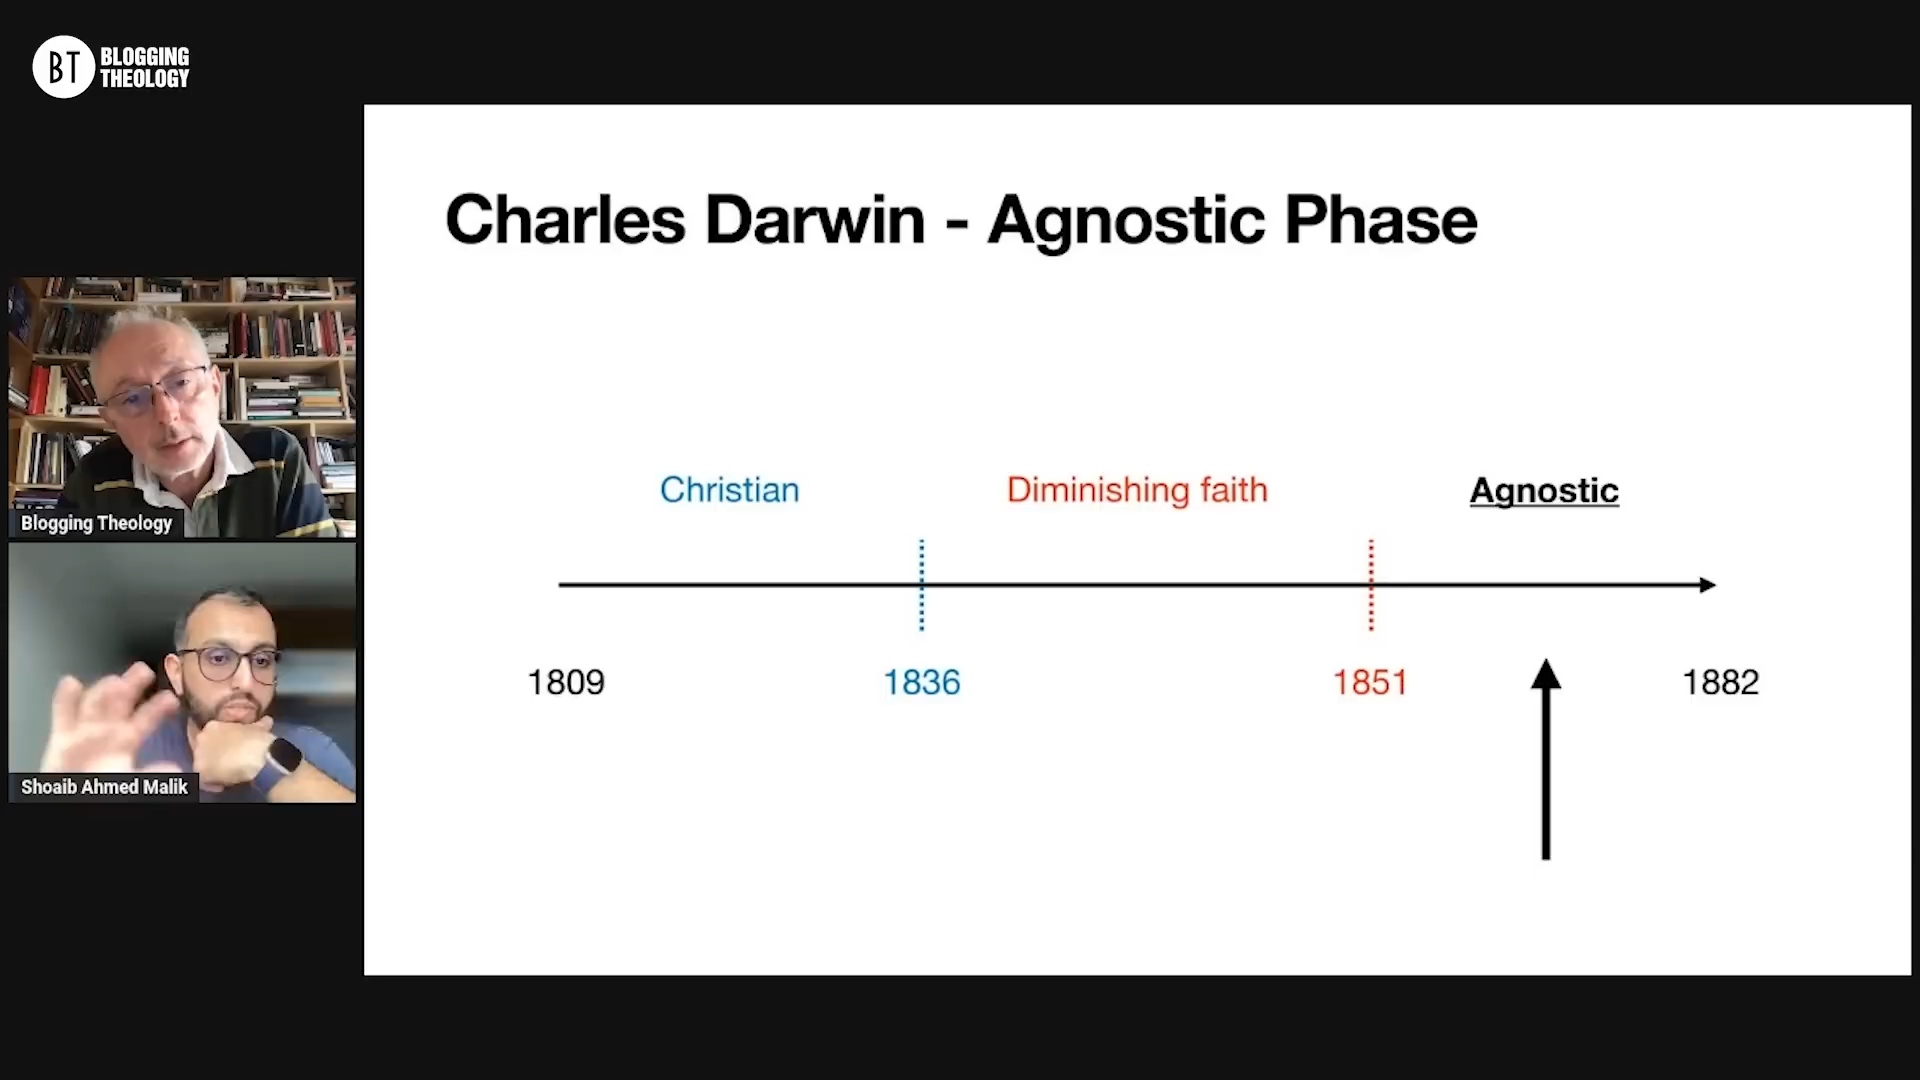 BT BLOGGING
THEOLOGY
Charles Darwin - Agnostic Phase
Christian Diminishing faith Agnostic
1809 1836 1851 1882
Blogging Theology
Shoaib Ahmed Malik